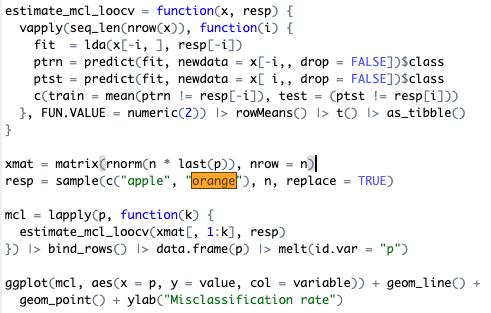 estimate_mcl_loocv = function(x, resp) {
  vapply(seq_len(nrow(x)), function(i) {
    fit  = lda(x[-i, ], resp[-i])
    ptrn = predict(fit, newdata = x[-i,, drop = FALSE])$class
    ptst = predict(fit, newdata = x[ i,, drop = FALSE])$class
    c(train = mean(ptrn != resp[-i]), test = (ptst != resp[i]))
  }, FUN.VALUE = numeric(2)) |> rowMeans() |> t() |> as_tibble()
}
xmat = matrix(rnorm(n * last(p)), nrow = n)
resp = sample(c("apple", "orange"), n, replace = TRUE)
mcl = lapply(p, function(k) {
  estimate_mcl_loocv(xmat[, 1:k], resp)
}) |> bind_rows() |> data.frame(p) |> melt(id.var = "p")
ggplot(mcl, aes(x = p, y = value, col = variable)) + geom_line() +
  geom_point() + ylab("Misclassification rate")